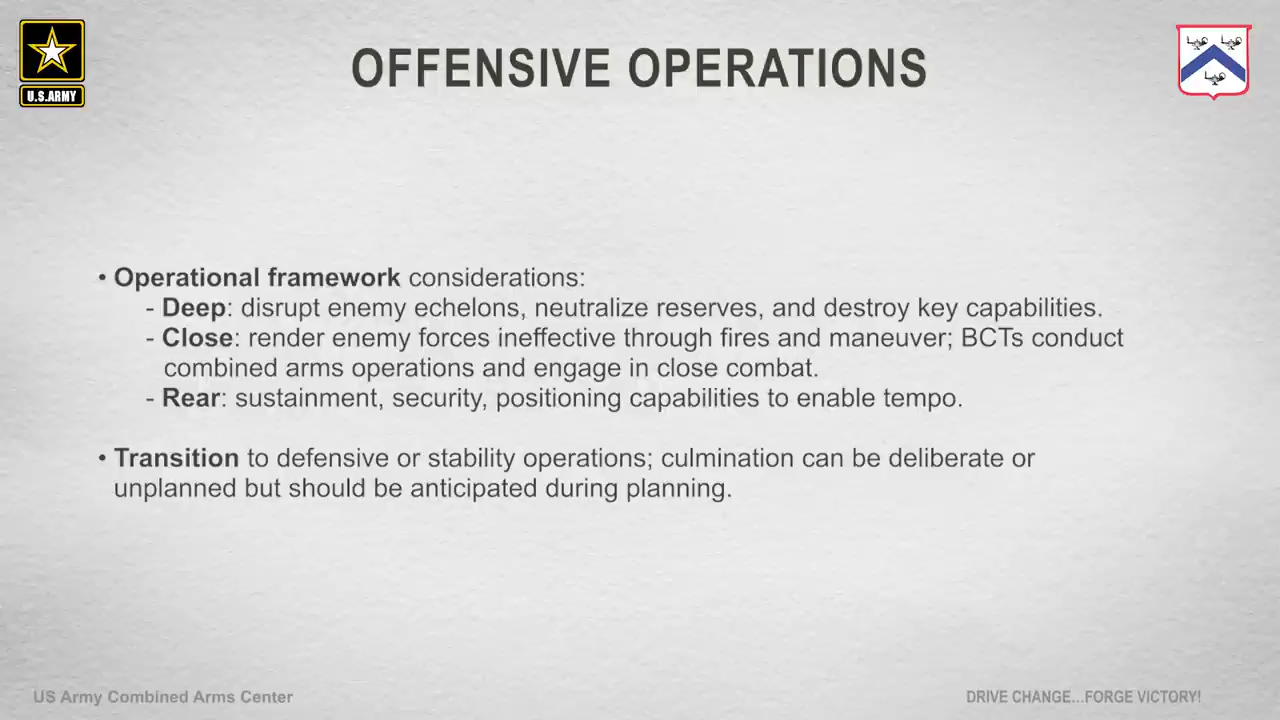 OFFENSIVE OPERATIONS
U.S.ARMY
• Operational framework considerations:
- Deep: disrupt enemy echelons, neutralize reserves, and destroy key capabilities.
- Close: render enemy forces ineffective through fires and maneuver; BCTs conduct
combined arms operations and engage in close combat.
- Rear: sustainment, security, positioning capabilities to enable tempo.
• Transition to defensive or stability operations; culmination can be deliberate or
unplanned but should be anticipated during planning.
US Army Combined Arms Center
DRIVE CHANGE...FORGE VICTORY!